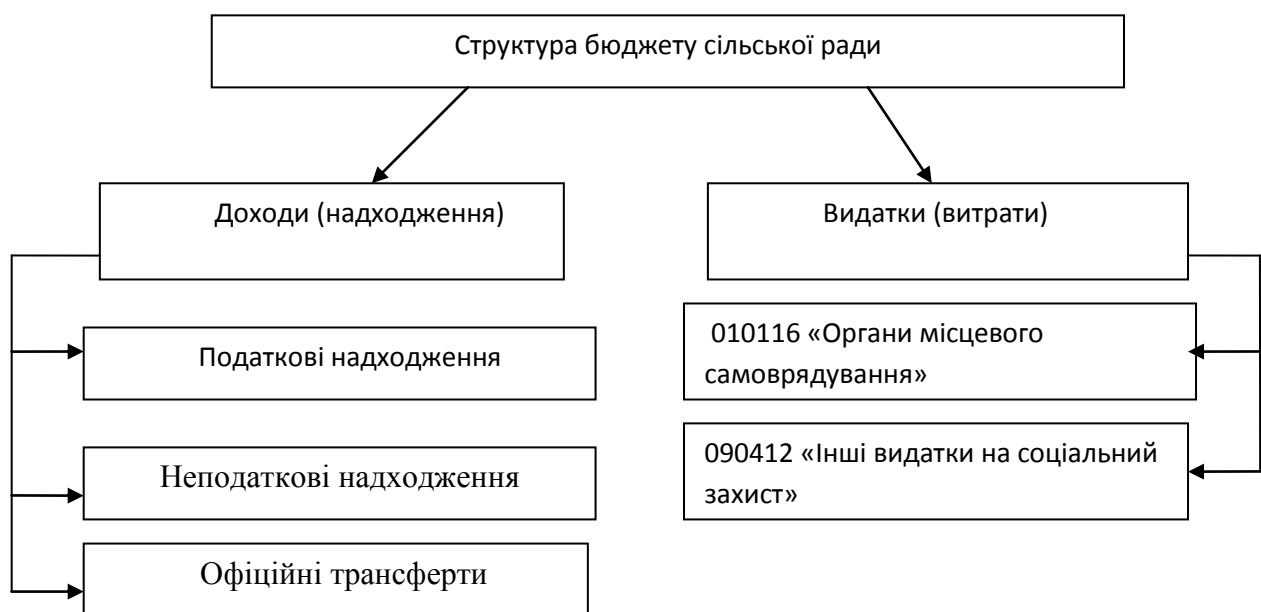 Структура бюджету сільської ради
Доходи (надходження)
Видатки (витрати)
Податкові надходження
Неподаткові надходження
Офіційні трансферти
010116 «Органи місцевого
самоврядування»
090412 «Інші видатки на соціальний
захист»